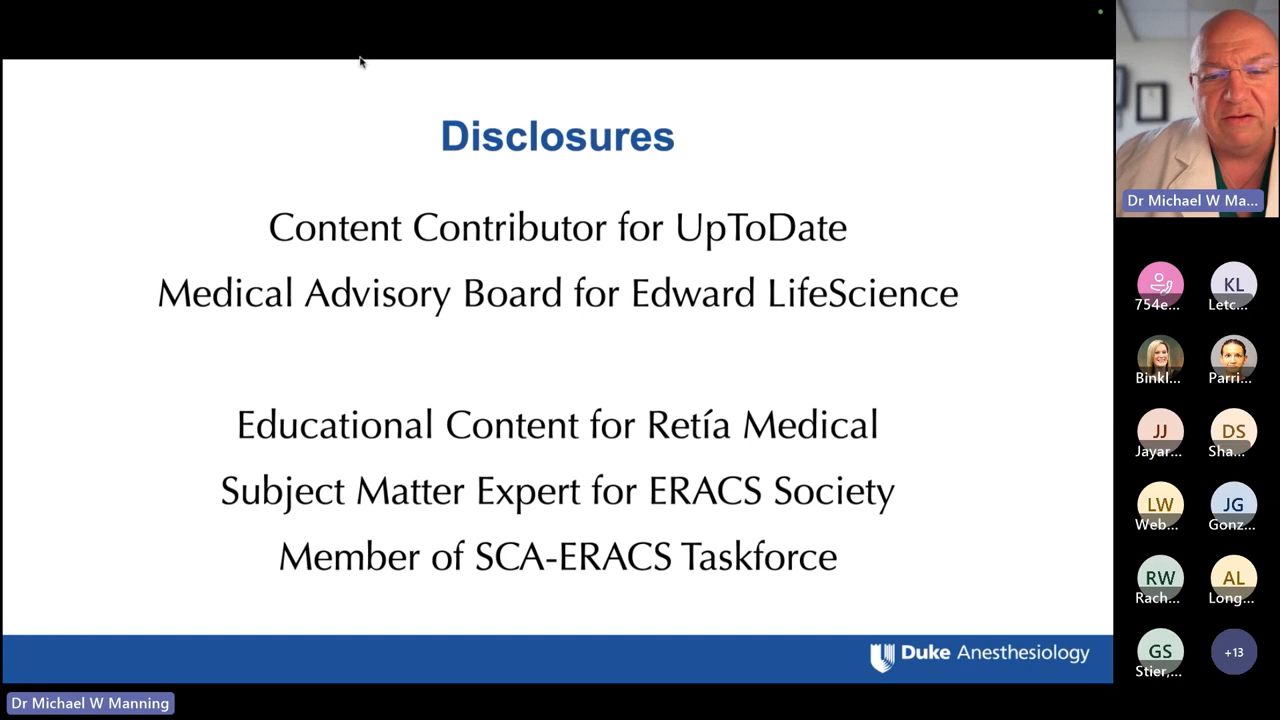 Disclosures
Content Contributor for UpToDate
Medical Advisory Board for Edward LifeScience
Educational Content for Retía Medical
Subject Matter Expert for ERACS Society
Member of SCA-ERACS Taskforce
Duke Anesthesiology
Dr Michael W Manning
Dr Michael W Ma...
754e...
KL
Letc...
Binkl...
Parri...
JJ
Jayar...
DS
Sha...
LW
Web...
JG
Gonz...
RW
Rach...
AL
Long...
GS
Stier,...
+13